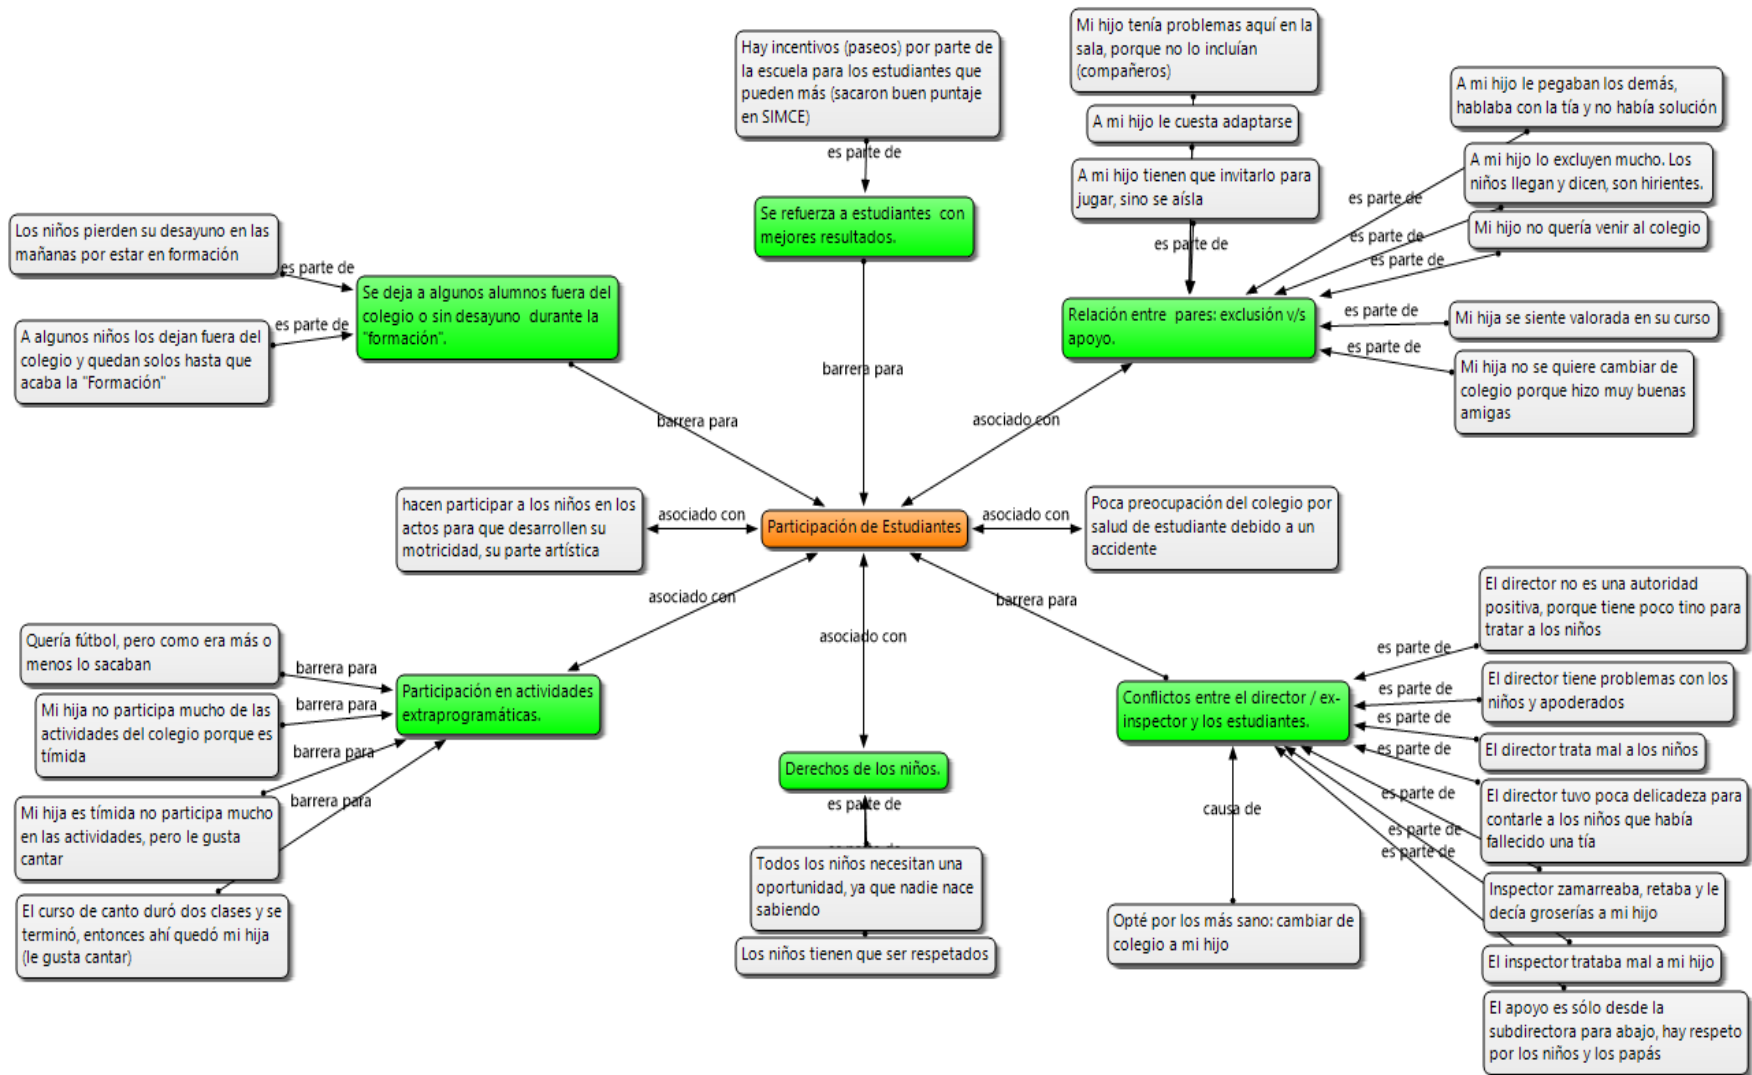 Hay incentivos (paseos) por parte de
la escuela para los estudiantes que
pueden más (sacaron buen puntaje
en SIMCE)
es parte de
Se refuerza a estudiantes  con
mejores resultados.
barrera para
Mi hijo tenía problemas aquí en la
sala, porque no lo incluían
(compañeros)
A mi hijo le cuesta adaptarse
A mi hijo tienen que invitarlo para
jugar, sino se aísla
es parte de
A mi hijo le pegaban los demás,
hablaba con la tía y no había solución
es parte de
A mi hijo lo excluyen mucho. Los
niños llegan y dicen, son hirientes.
es parte de
Mi hijo no quería venir al colegio
es parte de
Relación entre  pares: exclusión v/s
apoyo.
es parte de
Mi hija se siente valorada en su curso
es parte de
Mi hija no se quiere cambiar de
colegio porque hizo muy buenas
amigas
asociado con
Los niños pierden su desayuno en las
mañanas por estar en formación
es parte de
A algunos niños los dejan fuera del
colegio y quedan solos hasta que
acaba la "Formación"
es parte de
Se deja a algunos alumnos fuera del
colegio o sin desayuno  durante la
"formación".
barrera para
hacen participar a los niños en los
actos para que desarrollen su
motricidad, su parte artística
asociado con
Participación de Estudiantes
asociado con
Poca preocupación del colegio por
salud de estudiante debido a un
accidente
asociado con
asociado con
barrera para
Quería fútbol, pero como era más o
menos lo sacaban
barrera para
Mi hija no participa mucho de las
actividades del colegio porque es
tímida
barrera para
Participación en actividades
extraprogramáticas.
barrera para
Mi hija es tímida no participa mucho
en las actividades, pero le gusta
cantar
barrera para
El curso de canto duró dos clases y se
terminó, entonces ahí quedó mi hija
(le gusta cantar)
Derechos de los niños.
es parte de
es parte de
Todos los niños necesitan una
oportunidad, ya que nadie nace
sabiendo
Los niños tienen que ser respetados
Conflictos entre el director / ex-
inspector y los estudiantes.
causa de
Opté por los más sano: cambiar de
colegio a mi hijo
El director no es una autoridad
positiva, porque tiene poco tino para
tratar a los niños
es parte de
El director tiene problemas con los
niños y apoderados
es parte de
El director trata mal a los niños
es parte de
es parte de
El director tuvo poca delicadeza para
contarle a los niños que había
fallecido una tía
es parte de
Inspector zamarreaba, retaba y le
decía groserías a mi hijo
es parte de
El inspector trataba mal a mi hijo
es parte de
El apoyo es sólo desde la
subdirectora para abajo, hay respeto
por los niños y los papás